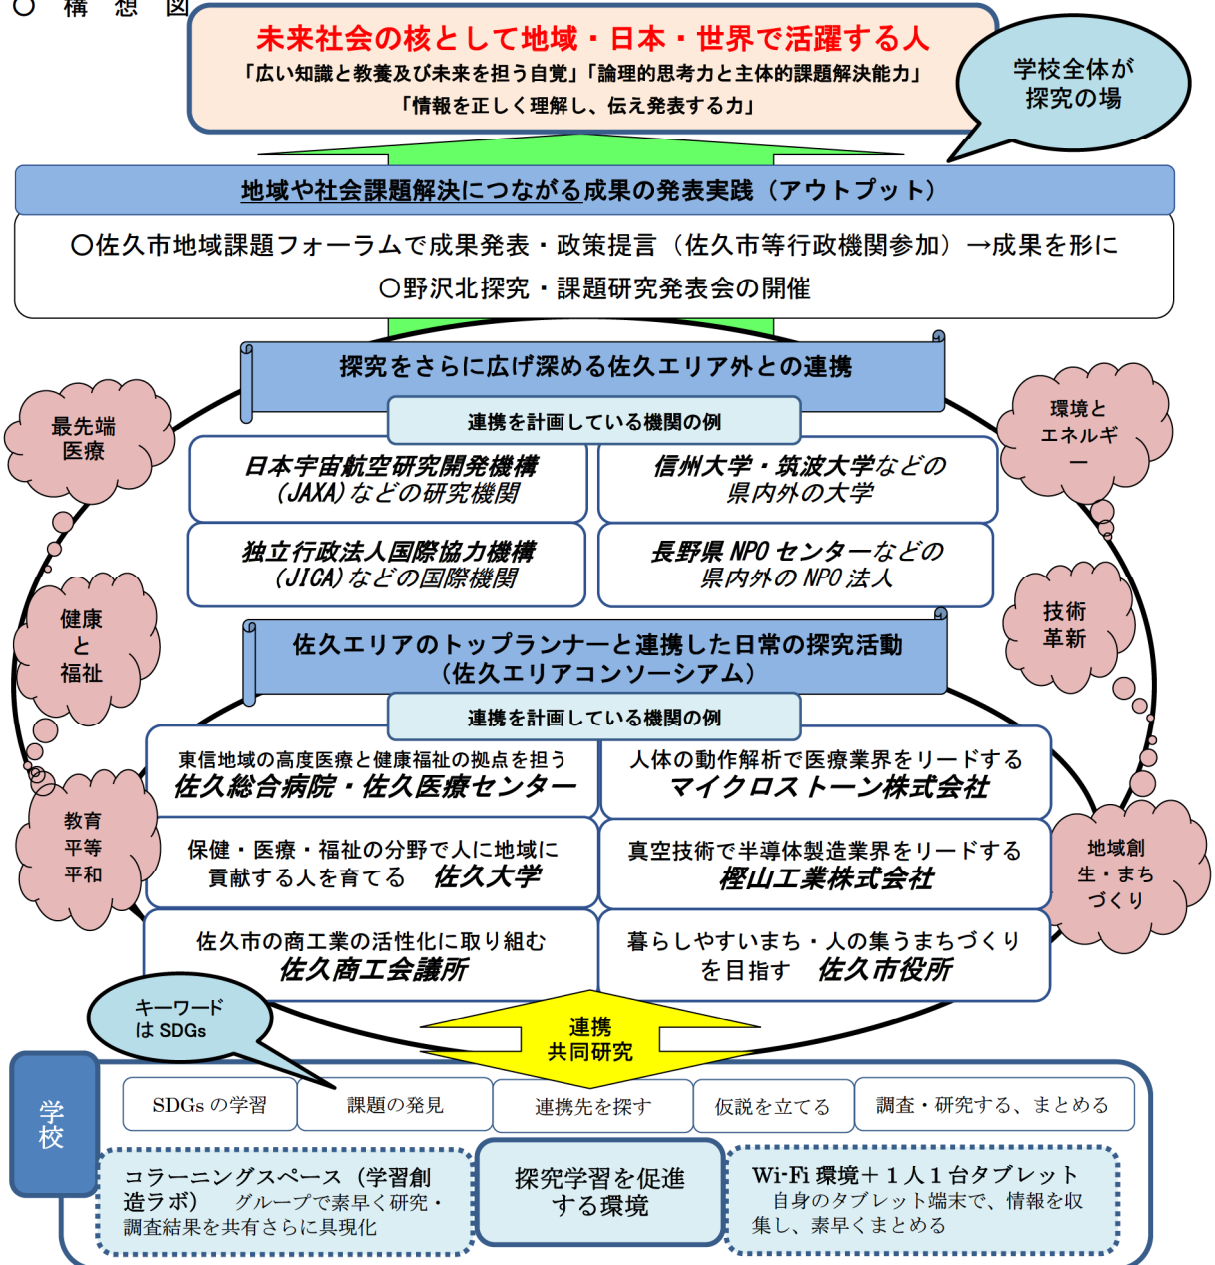 ○ 構 想 図
未来社会の核として地域・日本・世界で活躍する人
「広い知識と教養及び未来を担う自覚」「論理的思考力と主体的課題解決能力」
「情報を正しく理解し、伝え発表する力」
学校全体が
探究の場
地域や社会課題解決につながる成果の発表実践（アウトプット）
○佐久市地域課題フォーラムで成果発表・政策提言（佐久市等行政機関参加）→成果を形に
○野沢北探究・課題研究発表会の開催
探究をさらに広げ深める佐久エリア外との連携
連携を計画している機関の例
最先端
医療
環境と
エネルギ
ー
日本宇宙航空研究開発機構
（JAXA）などの研究機関
信州大学・筑波大学などの
県内外の大学
独立行政法人国際協力機構
（JICA）などの国際機関
長野県 NPO センターなどの
県内外の NPO 法人
健康
と
福祉
技術
革新
佐久エリアのトップランナーと連携した日常の探究活動
（佐久エリアコンソーシアム）
連携を計画している機関の例
東信地域の高度医療と健康福祉の拠点を担う
佐久総合病院・佐久医療センター
人体の動作解析で医療業界をリードする
マイクロストーン株式会社
教育
平等
平和
保健・医療・福祉の分野で人に地域に
貢献する人を育てる 佐久大学
真空技術で半導体製造業界をリードする
樫山工業株式会社
地域創
生・まち
づくり
佐久市の商工業の活性化に取り組む
佐久商工会議所
暮らしやすいまち・人の集うまちづくり
を目指す 佐久市役所
キーワード
は SDGs
連携
共同研究
学校
SDGs の学習
課題の発見
連携先を探す
仮説を立てる
調査・研究する、まとめる
コラーニングスペース（学習創
造ラボ） グループで素早く研究・
調査結果を共有さらに具現化
探究学習を促進
する環境
Wi-Fi 環境＋１人１台タブレット
自身のタブレット端末で、情報を収
集し、素早くまとめる